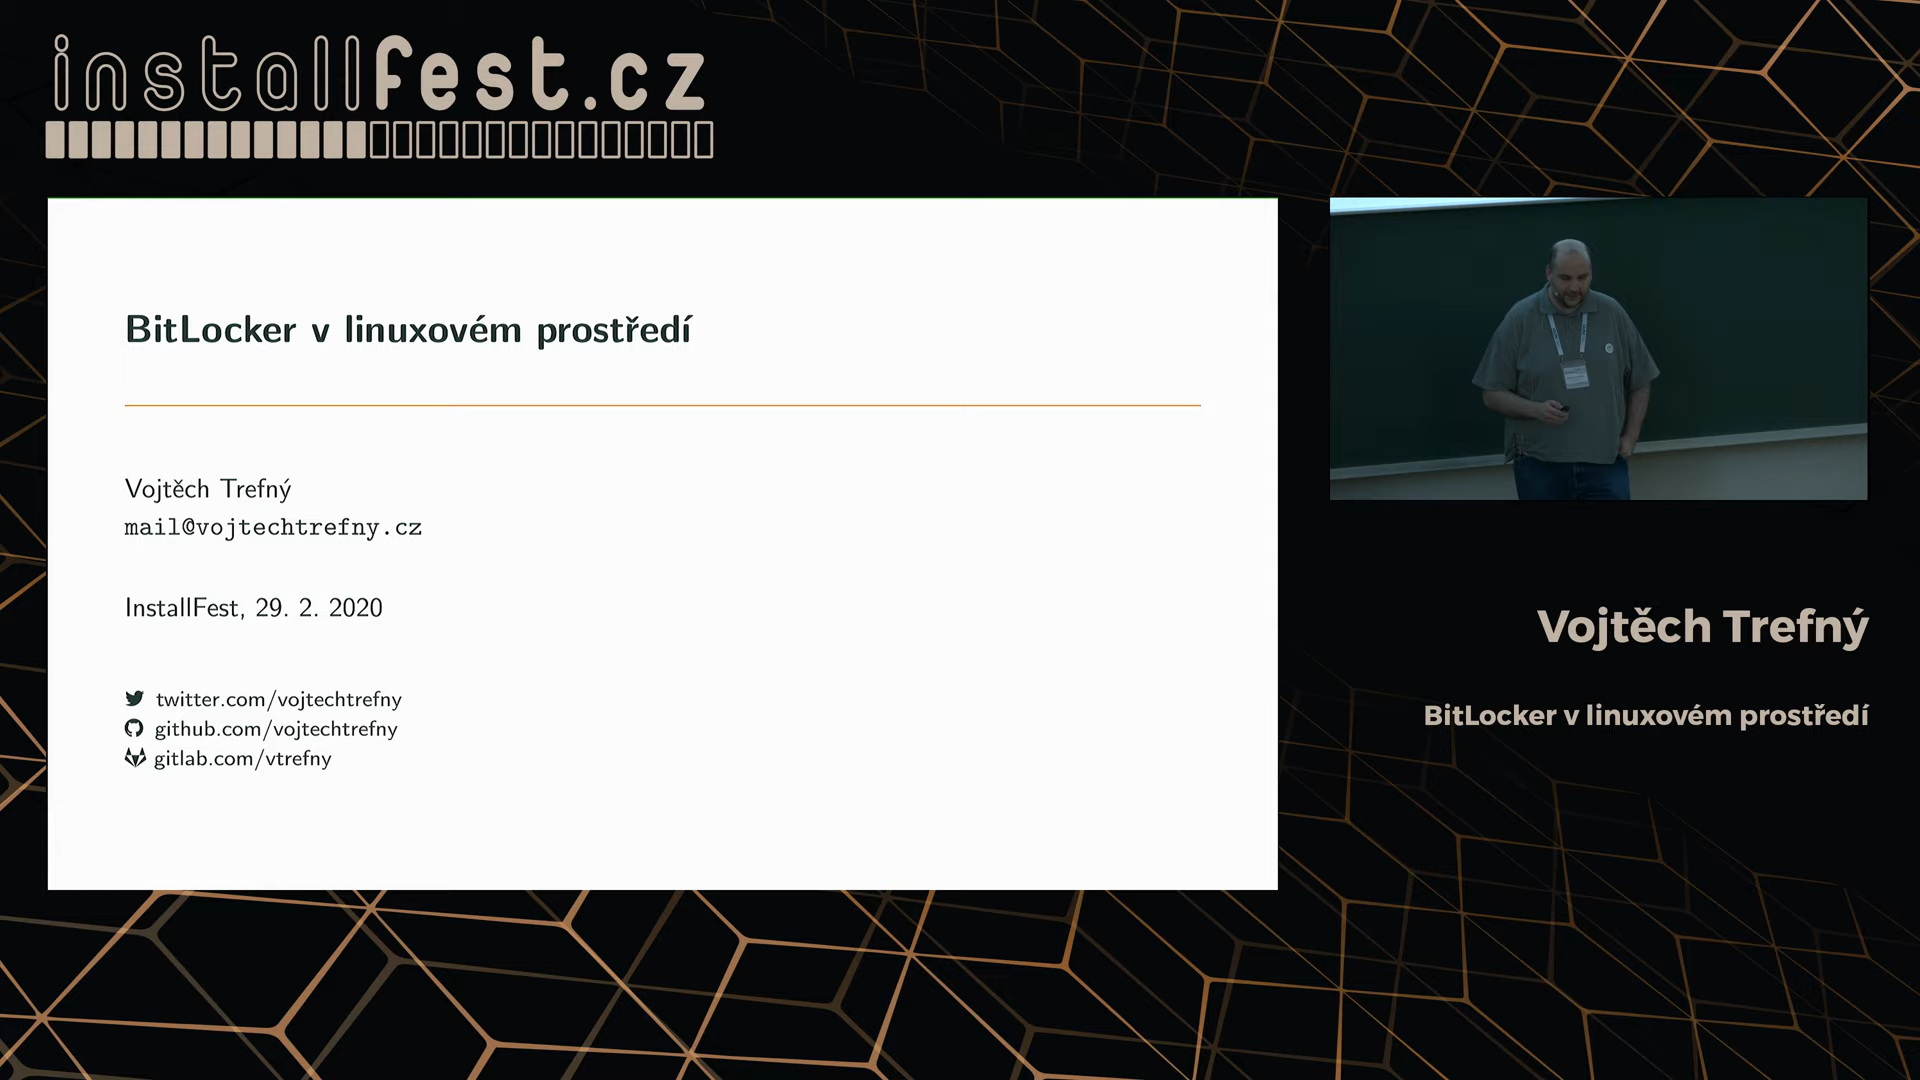 installfest.cz
BitLocker v linuxovém prostředí
Vojtěch Trefný
mail@vojtechtrefny.cz
InstallFest, 29. 2. 2020
twitter.com/vojtechtrefny
github.com/vojtechtrefny
gitlab.com/vtrefny
Vojtěch Trefný
BitLocker v linuxovém prostředí